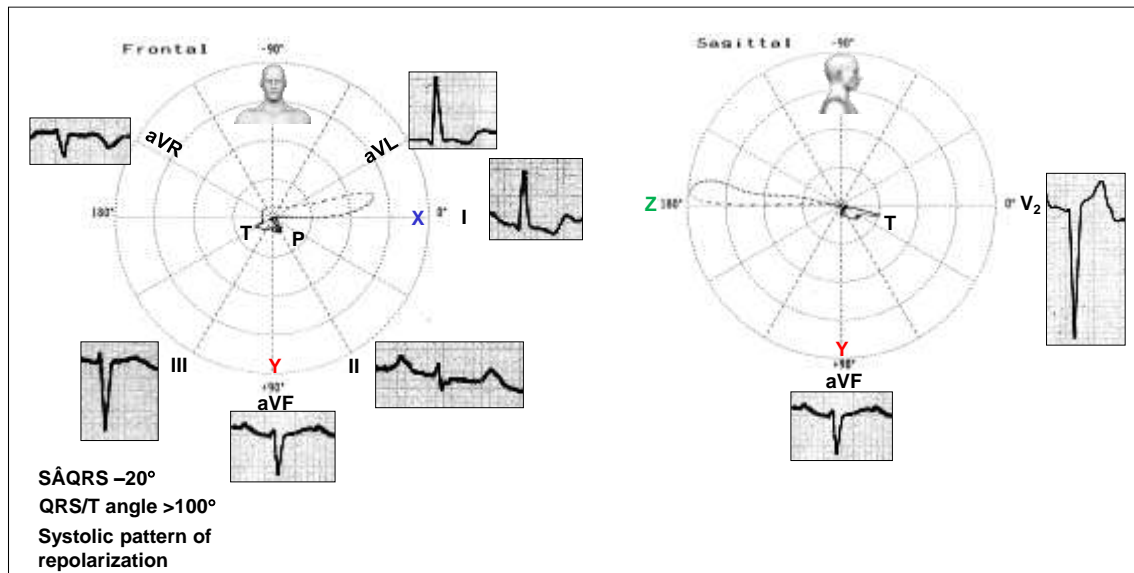 Frontal
-90°
aVR
aVL
180°
X
0°
I
T
P
III
Y
II
+90°
aVF
SÂQRS –20°
QRS/T angle >100°
Systolic pattern of
repolarization
Sagittal
-90°
Z
180°
0°
V2
T
Y
+90°
aVF